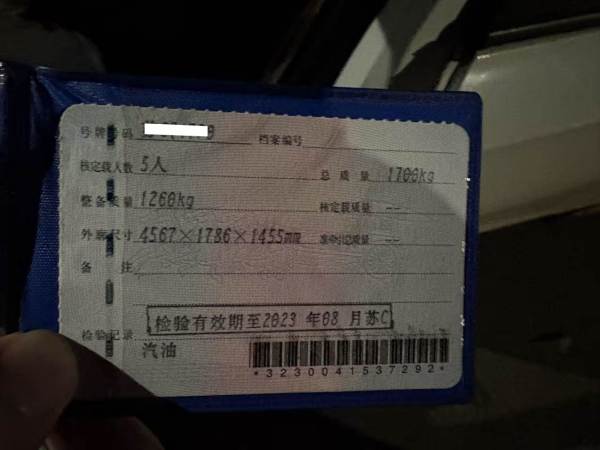 号牌号码 档案编号
核定载人数 5人 总质量 1700kg
整备质量 1260kg 核定载质量 --
外廓尺寸 4567×1786×1455mm 准牵引总质量 --
备注
检验有效期至2023年08月苏C
检验记录 汽油
*3230041537292*